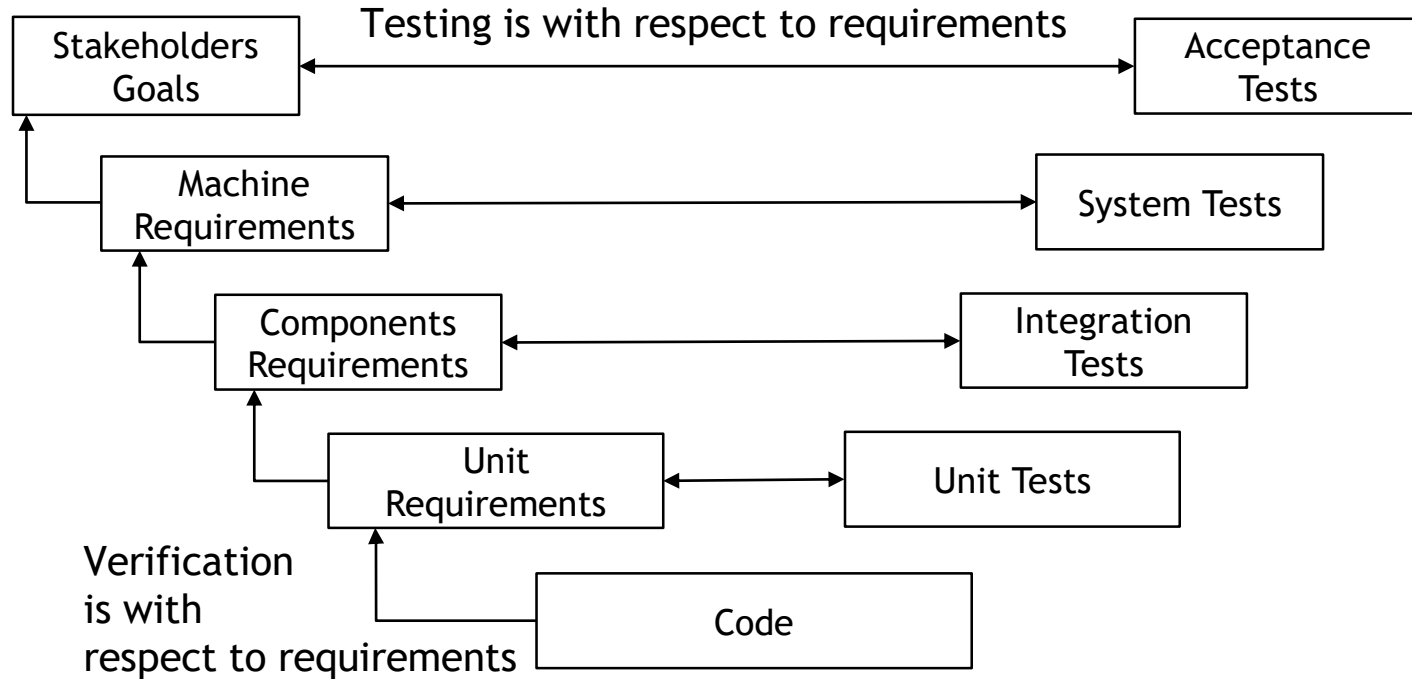 Testing is with respect to requirements
Stakeholders
Goals
Acceptance
Tests
Machine
Requirements
System Tests
Components
Requirements
Integration
Tests
Unit
Requirements
Unit Tests
Verification
is with
respect to requirements
Code